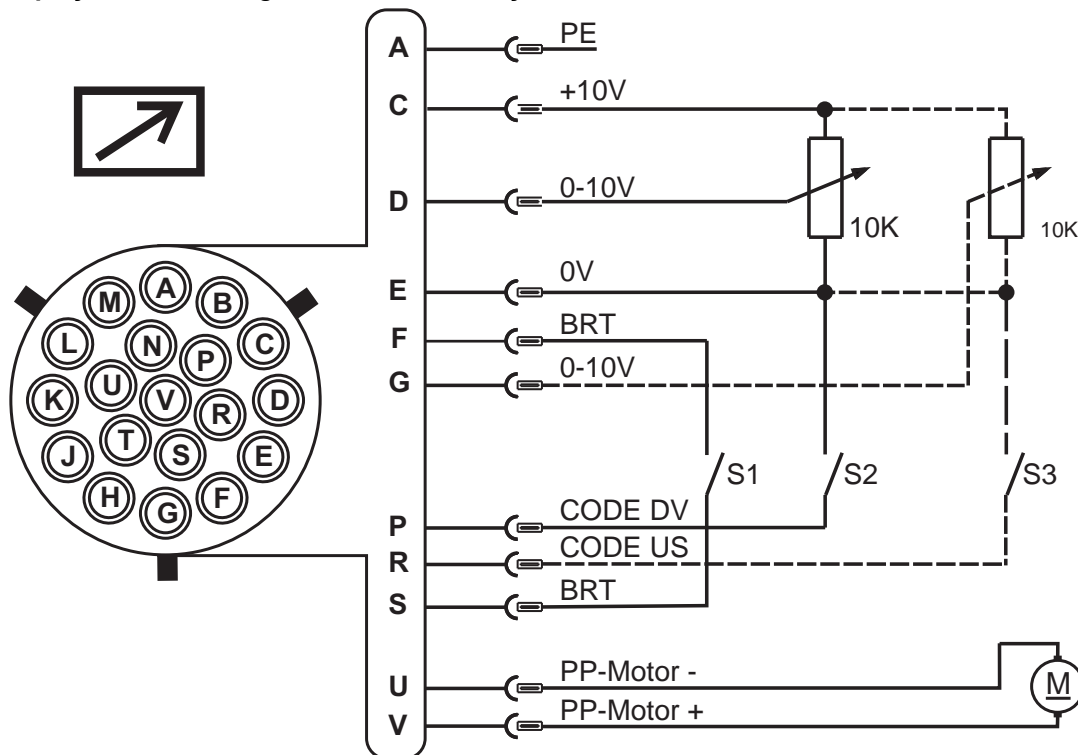 A PE
C +10V
D 0-10V
10K
10K
E 0V
F BRT
G 0-10V
S1
S2
S3
P CODE DV
R CODE US
S BRT
U PP-Motor -
V PP-Motor +
M
A
M
B
L
N
P
C
K
U
V
R
D
J
T
S
E
H
G
F